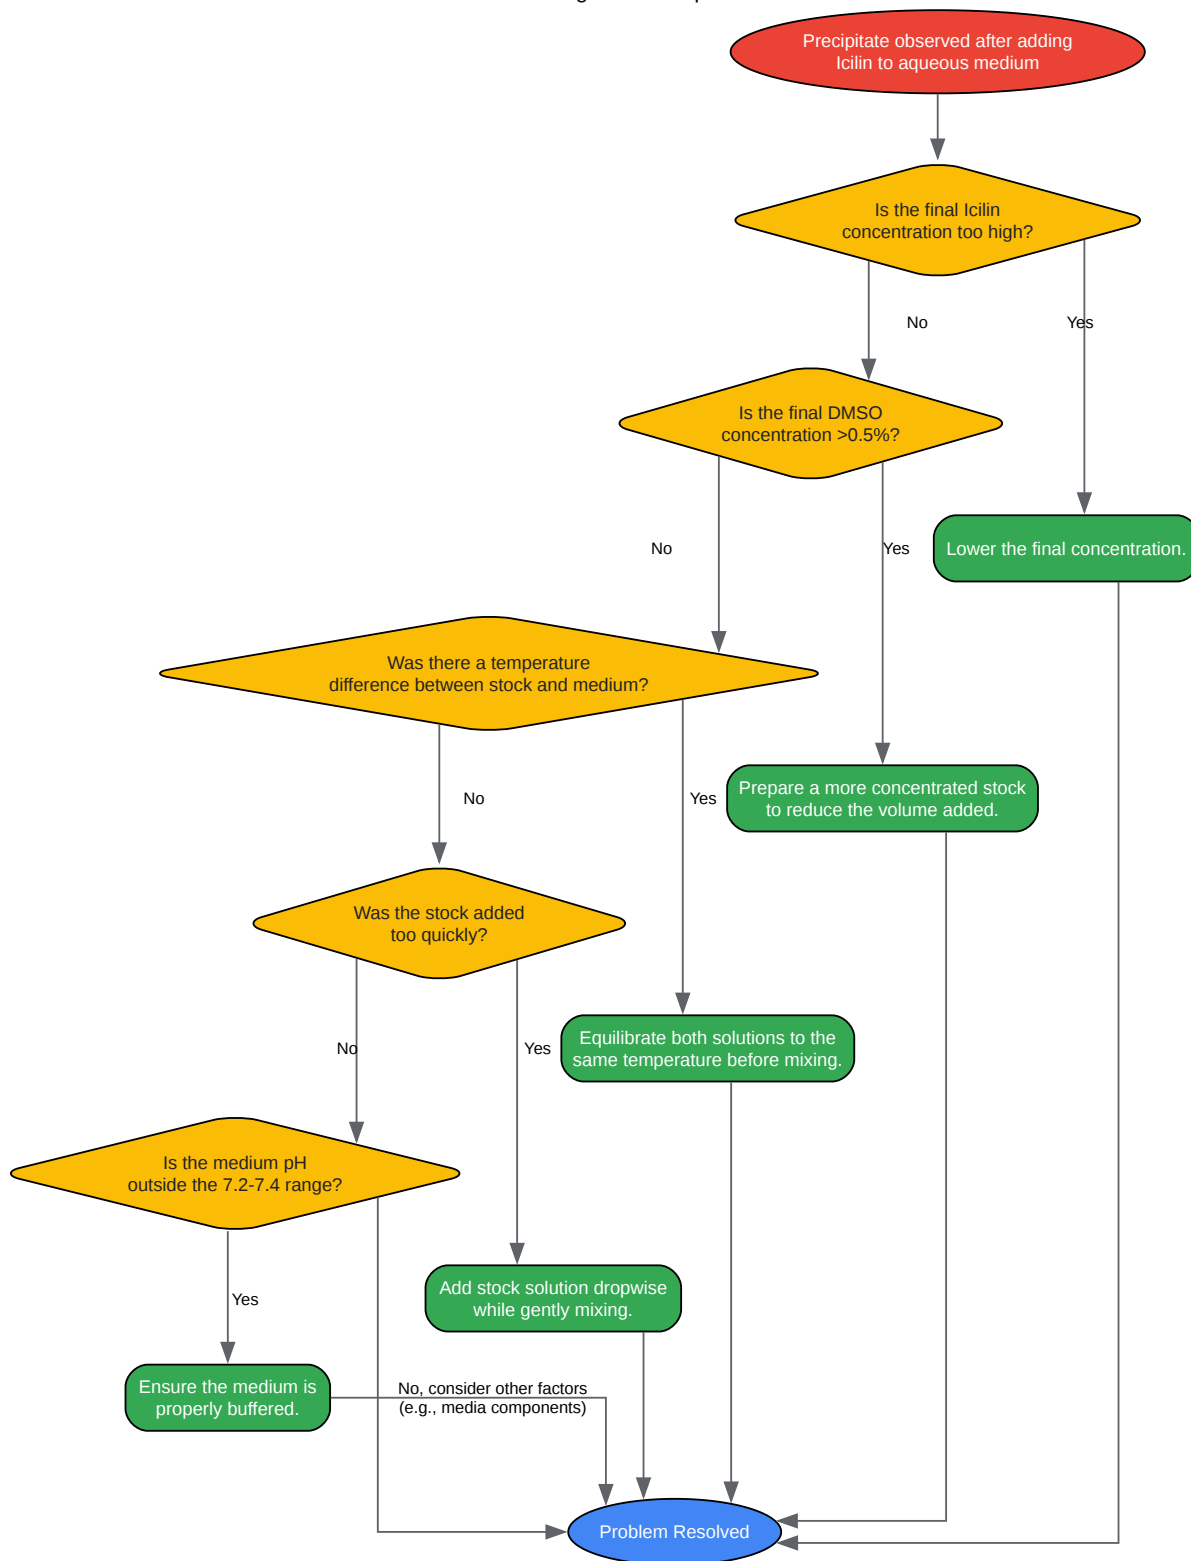 Precipitate observed after adding
Icilin to aqueous medium
Is the final Icilin
concentration too high?
No
Yes
Is the final DMSO
concentration >0.5%?
No
Yes
Lower the final concentration.
Was there a temperature
difference between stock and medium?
No
Yes
Prepare a more concentrated stock
to reduce the volume added.
Was the stock added
too quickly?
No
Yes
Equilibrate both solutions to the
same temperature before mixing.
Is the medium pH
outside the 7.2-7.4 range?
Yes
Add stock solution dropwise
while gently mixing.
Ensure the medium is
properly buffered.
No, consider other factors
(e.g., media components)
Problem Resolved